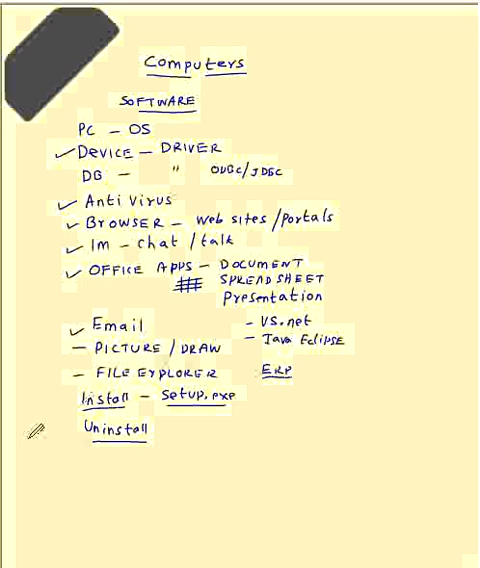 Computers
SOFTWARE
PC – OS
✓ DEVICE – DRIVER
DB – " ODBC/JDBC
✓ Anti Virus
✓ BROWSER – Web sites /Portals
✓ Im – chat /talk
✓ OFFICE APPS – DOCUMENT
SPREADSHEET
Presentation
✓ Email – VS.net
– PICTURE / DRAW – Java EclipSE
– FILE EXPLORER ERP
Install – Setup.exe
Uninstall